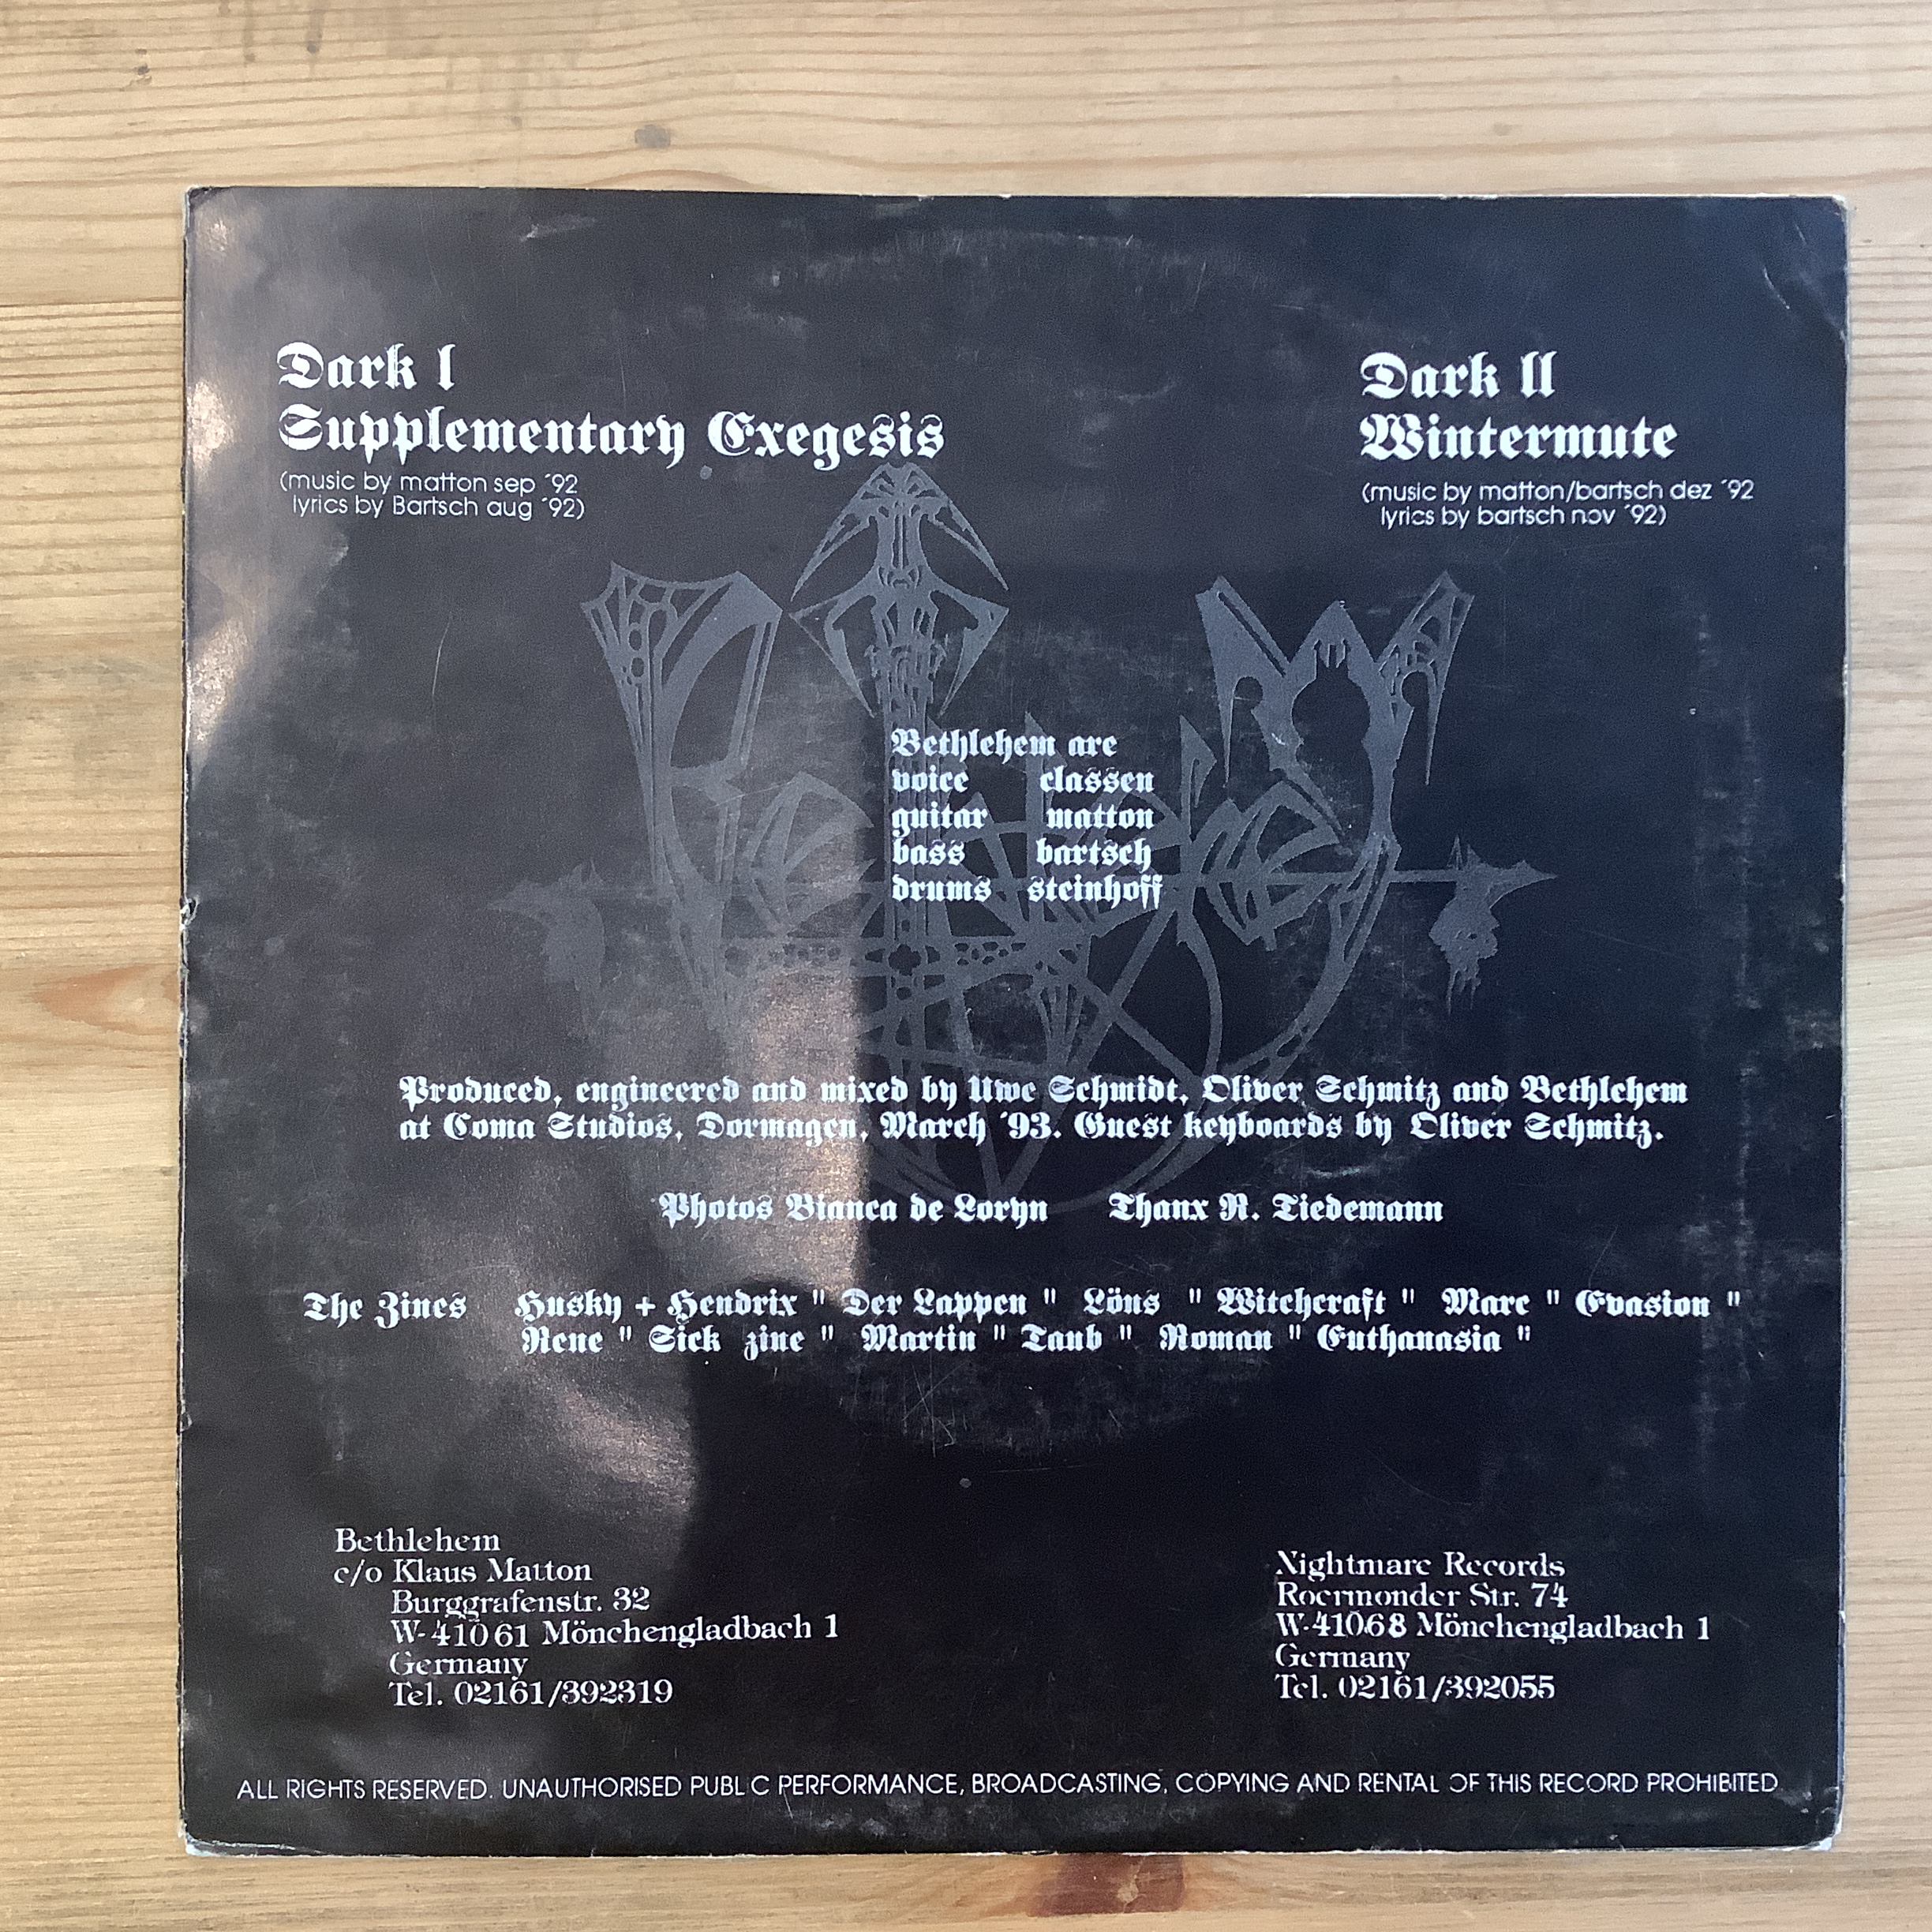 Dark I
Supplementary Exegesis
(music by matton sep ´92
lyrics by Bartsch aug ´92)
Dark II
Wintermute
(music by matton/bartsch dez ´92
lyrics by bartsch nov ´92)
Bethlehem
Bethlehem are
voice classen
guitar matton
bass bartsch
drums steinhoff
Produced, engineered and mixed by Uwe Schmidt, Oliver Schmitz and Bethlehem
at Coma Studios, Dormagen, March ´93. Guest keyboards by Oliver Schmitz.
Photos Bianca de Loryn Thanx R. Tiedemann
The Zines Husky + Hendrix " Der Lappen " Löns " Witchcraft " Marc " Evasion "
Rene " Sick zine " Martin " Taub " Roman " Euthanasia "
Bethlehem
c/o Klaus Matton
Burggrafenstr. 32
W-41061 Mönchengladbach 1
Germany
Tel. 02161/392319
Nightmare Records
Roermonder Str. 74
W-41068 Mönchengladbach 1
Germany
Tel. 02161/392055
ALL RIGHTS RESERVED. UNAUTHORISED PUBLIC PERFORMANCE, BROADCASTING, COPYING AND RENTAL OF THIS RECORD PROHIBITED